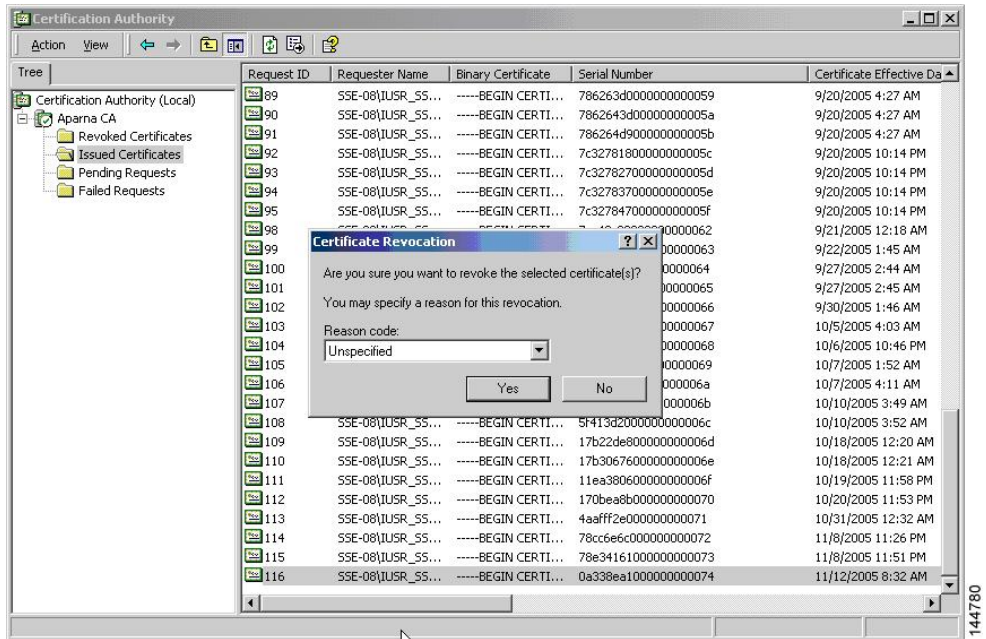 Certification Authority
Action View
Tree
Request ID Requester Name Binary Certificate Serial Number Certificate Effective Da
Certification Authority (Local)
Aparna CA
Revoked Certificates
Issued Certificates
Pending Requests
Failed Requests
89 SSE-08\IUSR_SS... -----BEGIN CERTI... 786263d0000000000059 9/20/2005 4:27 AM
90 SSE-08\IUSR_SS... -----BEGIN CERTI... 7862643d00000000005a 9/20/2005 4:27 AM
91 SSE-08\IUSR_SS... -----BEGIN CERTI... 786264d900000000005b 9/20/2005 4:27 AM
92 SSE-08\IUSR_SS... -----BEGIN CERTI... 7c32781800000000005c 9/20/2005 10:14 PM
93 SSE-08\IUSR_SS... -----BEGIN CERTI... 7c32782700000000005d 9/20/2005 10:14 PM
94 SSE-08\IUSR_SS... -----BEGIN CERTI... 7c32783700000000005e 9/20/2005 10:14 PM
95 SSE-08\IUSR_SS... -----BEGIN CERTI... 7c32784700000000005f 9/20/2005 10:14 PM
98 0000062 9/21/2005 12:18 AM
99 0000063 9/22/2005 1:45 AM
100 0000064 9/27/2005 2:44 AM
101 0000065 9/27/2005 2:45 AM
102 0000066 9/30/2005 1:46 AM
103 0000067 10/5/2005 4:03 AM
104 0000068 10/6/2005 10:46 PM
105 0000069 10/7/2005 1:52 AM
106 000006a 10/7/2005 4:11 AM
107 000006b 10/10/2005 3:49 AM
Certificate Revocation
Are you sure you want to revoke the selected certificate(s)?
You may specify a reason for this revocation.
Reason code:
Unspecified
Yes No
108 SSE-08\IUSR_SS... -----BEGIN CERTI... 5f413d2000000000006c 10/10/2005 3:52 AM
109 SSE-08\IUSR_SS... -----BEGIN CERTI... 17b22de800000000006d 10/18/2005 12:20 AM
110 SSE-08\IUSR_SS... -----BEGIN CERTI... 17b3067600000000006e 10/18/2005 12:21 AM
111 SSE-08\IUSR_SS... -----BEGIN CERTI... 11ea380600000000006f 10/19/2005 11:58 PM
112 SSE-08\IUSR_SS... -----BEGIN CERTI... 170bea8b000000000070 10/20/2005 11:53 PM
113 SSE-08\IUSR_SS... -----BEGIN CERTI... 4aafff2e000000000071 10/31/2005 12:32 AM
114 SSE-08\IUSR_SS... -----BEGIN CERTI... 78cc6e6c000000000072 11/8/2005 11:26 PM
115 SSE-08\IUSR_SS... -----BEGIN CERTI... 78e34161000000000073 11/8/2005 11:51 PM
116 SSE-08\IUSR_SS... -----BEGIN CERTI... 0a338ea1000000000074 11/12/2005 8:32 AM
144780